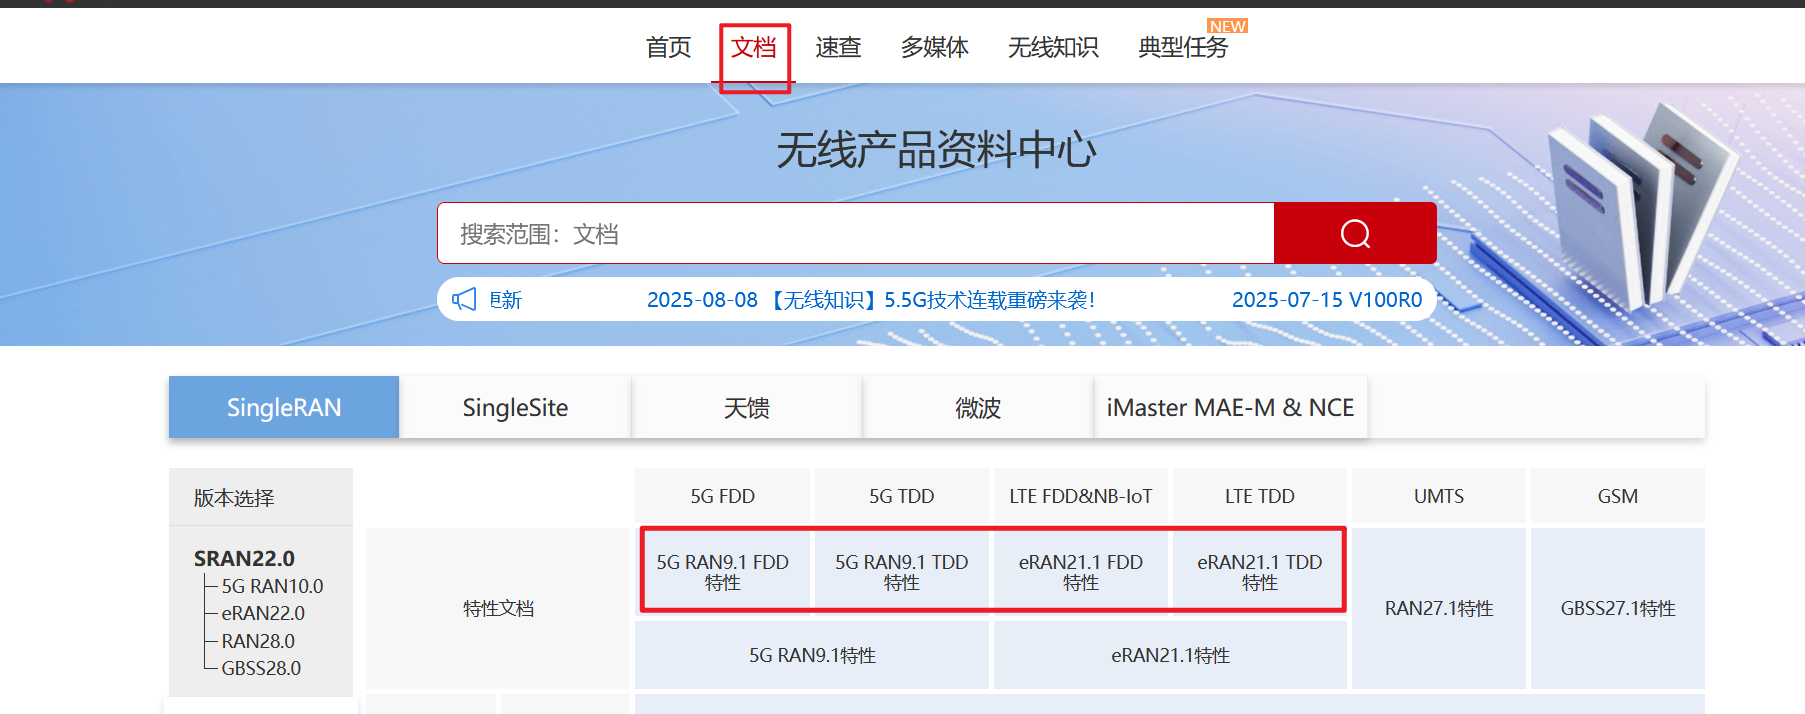 首页 文档 速查 多媒体 无线知识 典型任务 NEW
无线产品资料中心
搜索范围：文档
更新 2025-08-08 【无线知识】5.5G技术连载重磅来袭！ 2025-07-15 V100R0
SingleRAN SingleSite 天馈 微波 iMaster MAE-M & NCE
版本选择
SRAN22.0
5G RAN10.0
eRAN22.0
RAN28.0
GBSS28.0
5G FDD 5G TDD LTE FDD&NB-IoT LTE TDD UMTS GSM
特性文档
5G RAN9.1 FDD
特性
5G RAN9.1 TDD
特性
eRAN21.1 FDD
特性
eRAN21.1 TDD
特性
RAN27.1特性
GBSS27.1特性
5G RAN9.1特性
eRAN21.1特性